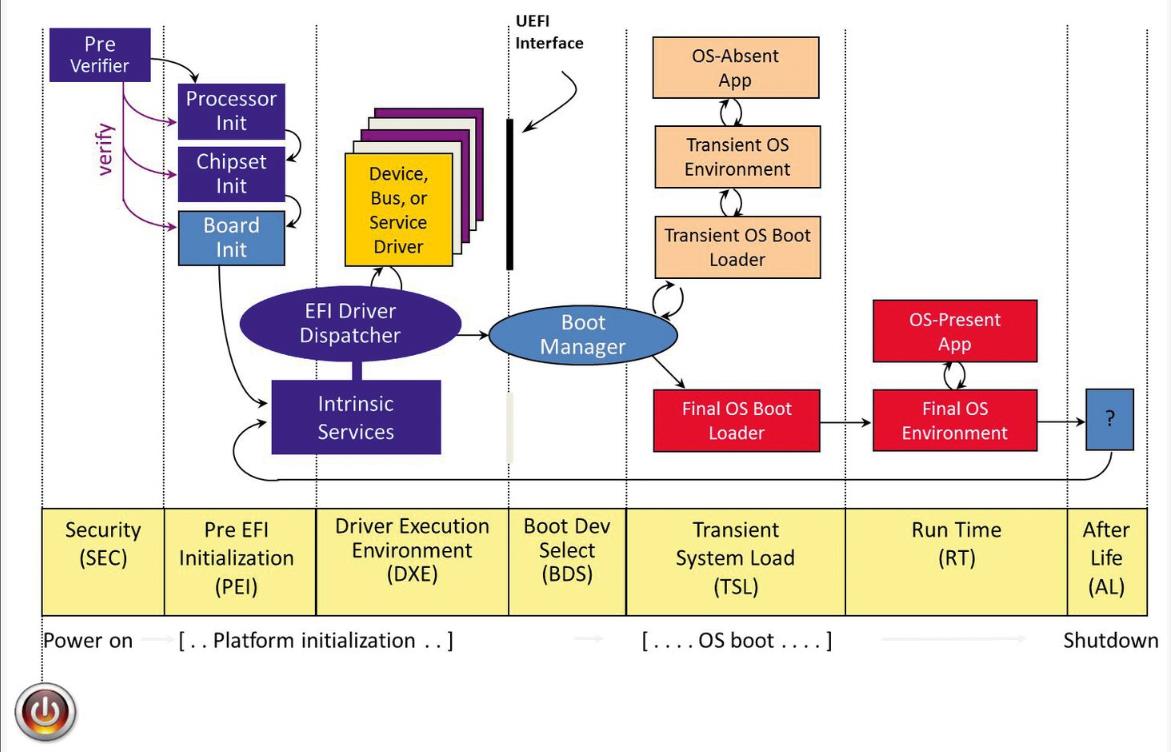 UEFI
Interface
Pre
Verifier
verify
Processor
Init
Chipset
Init
Board
Init
Device,
Bus, or
Service
Driver
EFI Driver
Dispatcher
Intrinsic
Services
Boot
Manager
OS-Absent
App
Transient OS
Environment
Transient OS Boot
Loader
Final OS Boot
Loader
OS-Present
App
Final OS
Environment
?
Security
(SEC)
Pre EFI
Initialization
(PEI)
Driver Execution
Environment
(DXE)
Boot Dev
Select
(BDS)
Transient
System Load
(TSL)
Run Time
(RT)
After
Life
(AL)
Power on
[ . . Platform initialization . . ]
[ . . . . OS boot . . . . ]
Shutdown